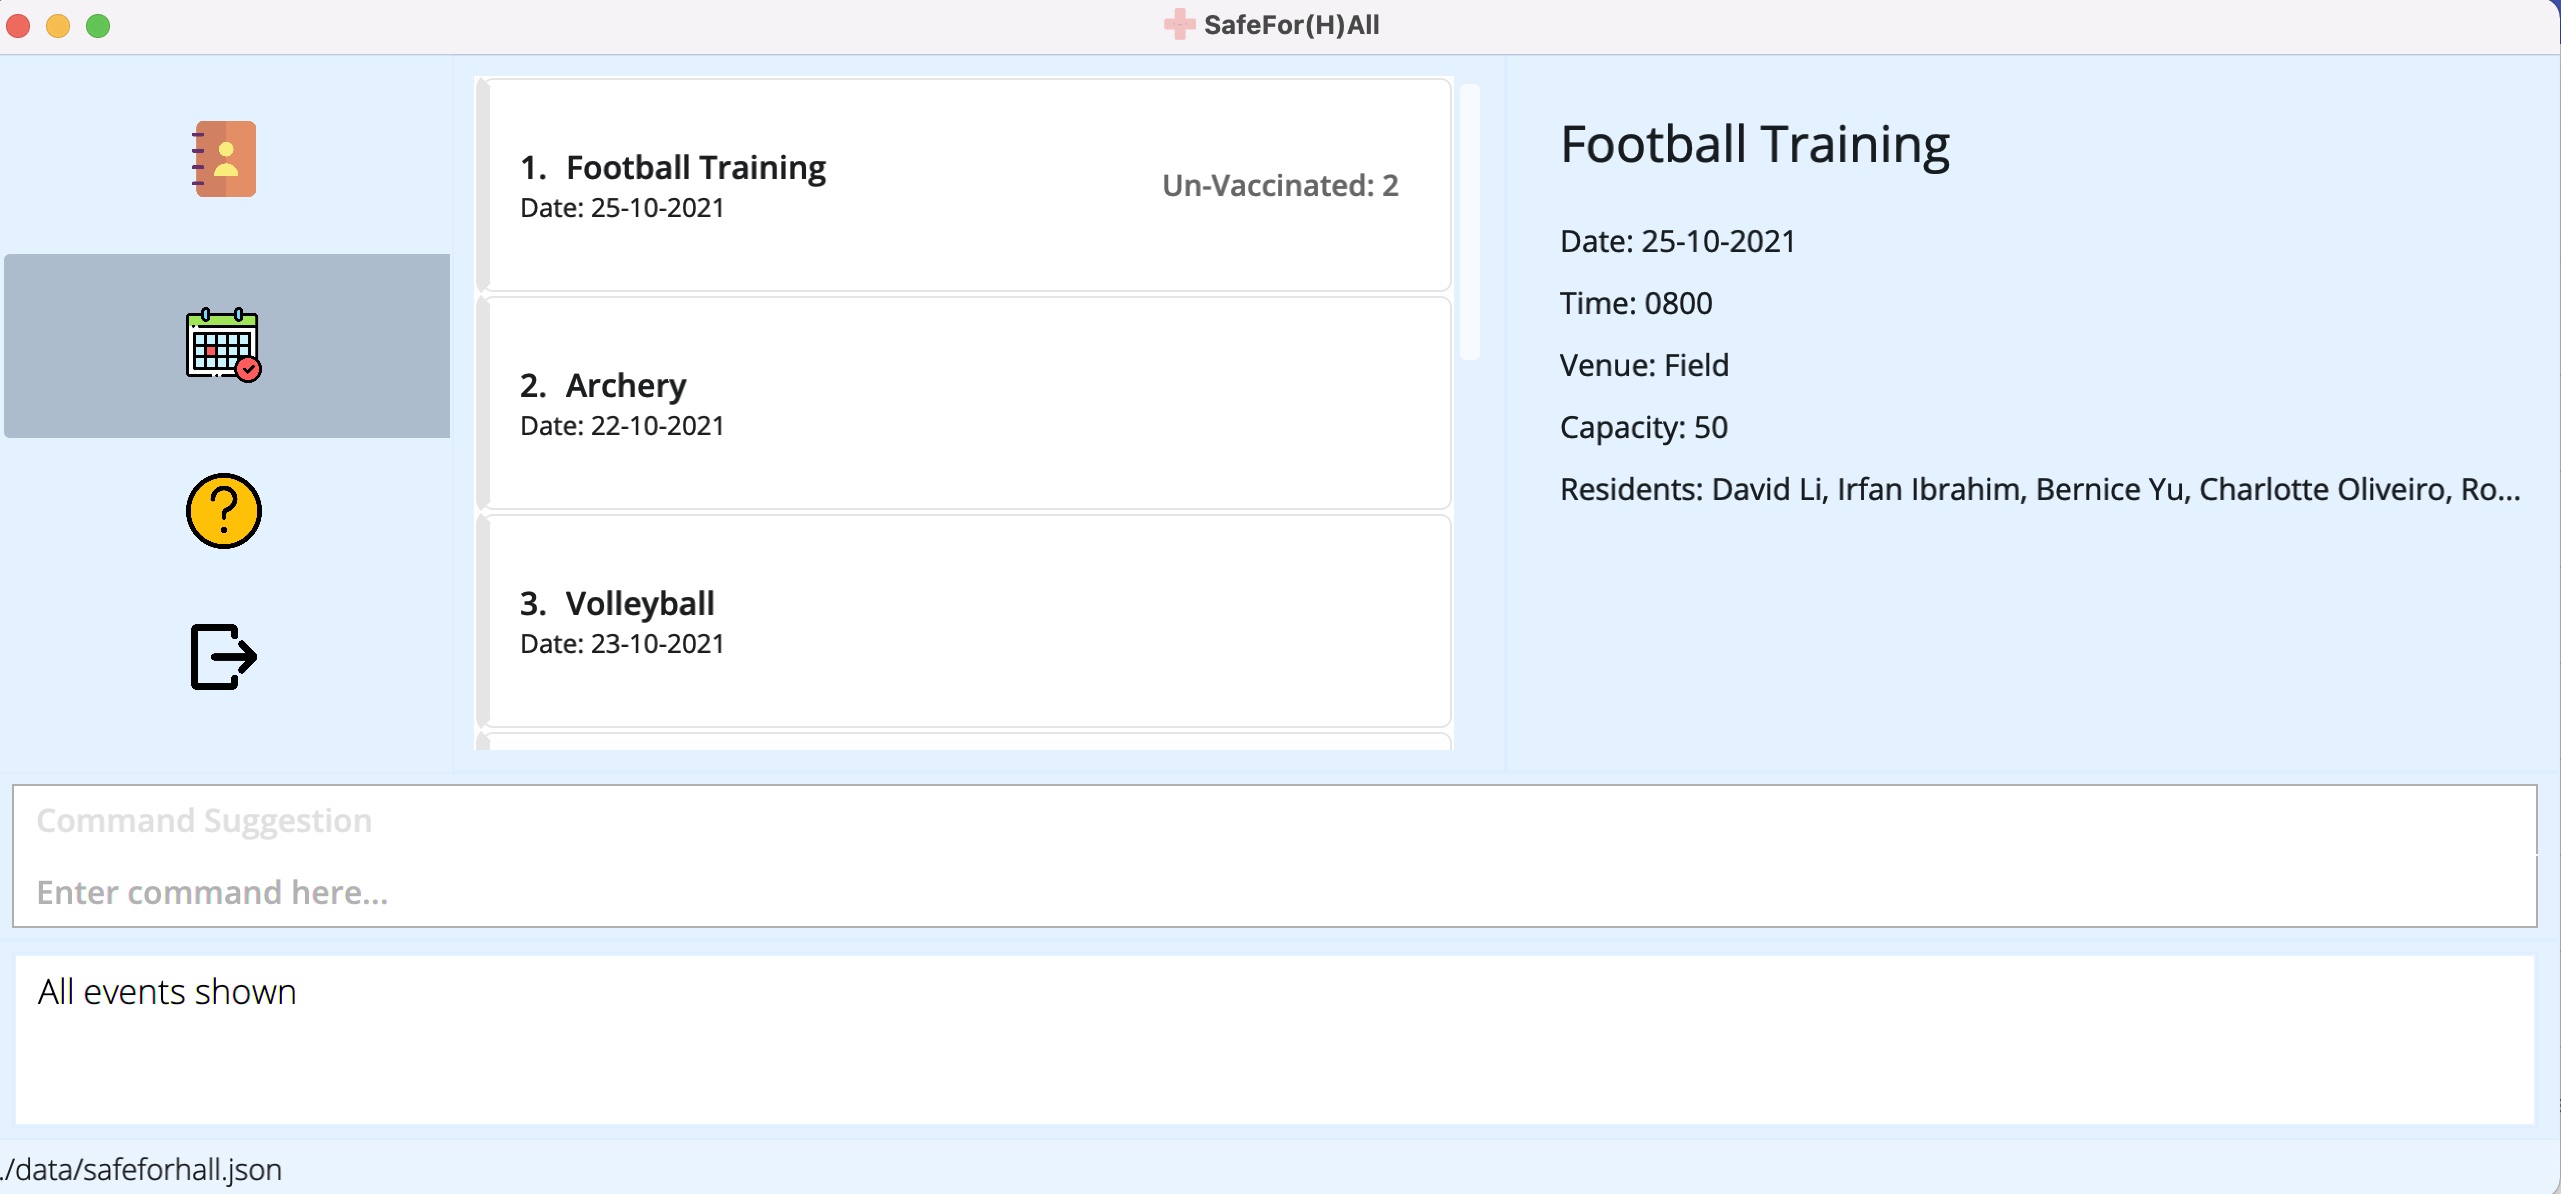 SafeFor(H)All
1. Football Training
Date: 25-10-2021
Un-Vaccinated: 2
2. Archery
Date: 22-10-2021
3. Volleyball
Date: 23-10-2021
Football Training
Date: 25-10-2021
Time: 0800
Venue: Field
Capacity: 50
Residents: David Li, Irfan Ibrahim, Bernice Yu, Charlotte Oliveiro, Ro...
Command Suggestion
Enter command here...
All events shown
./data/safeforhall.json